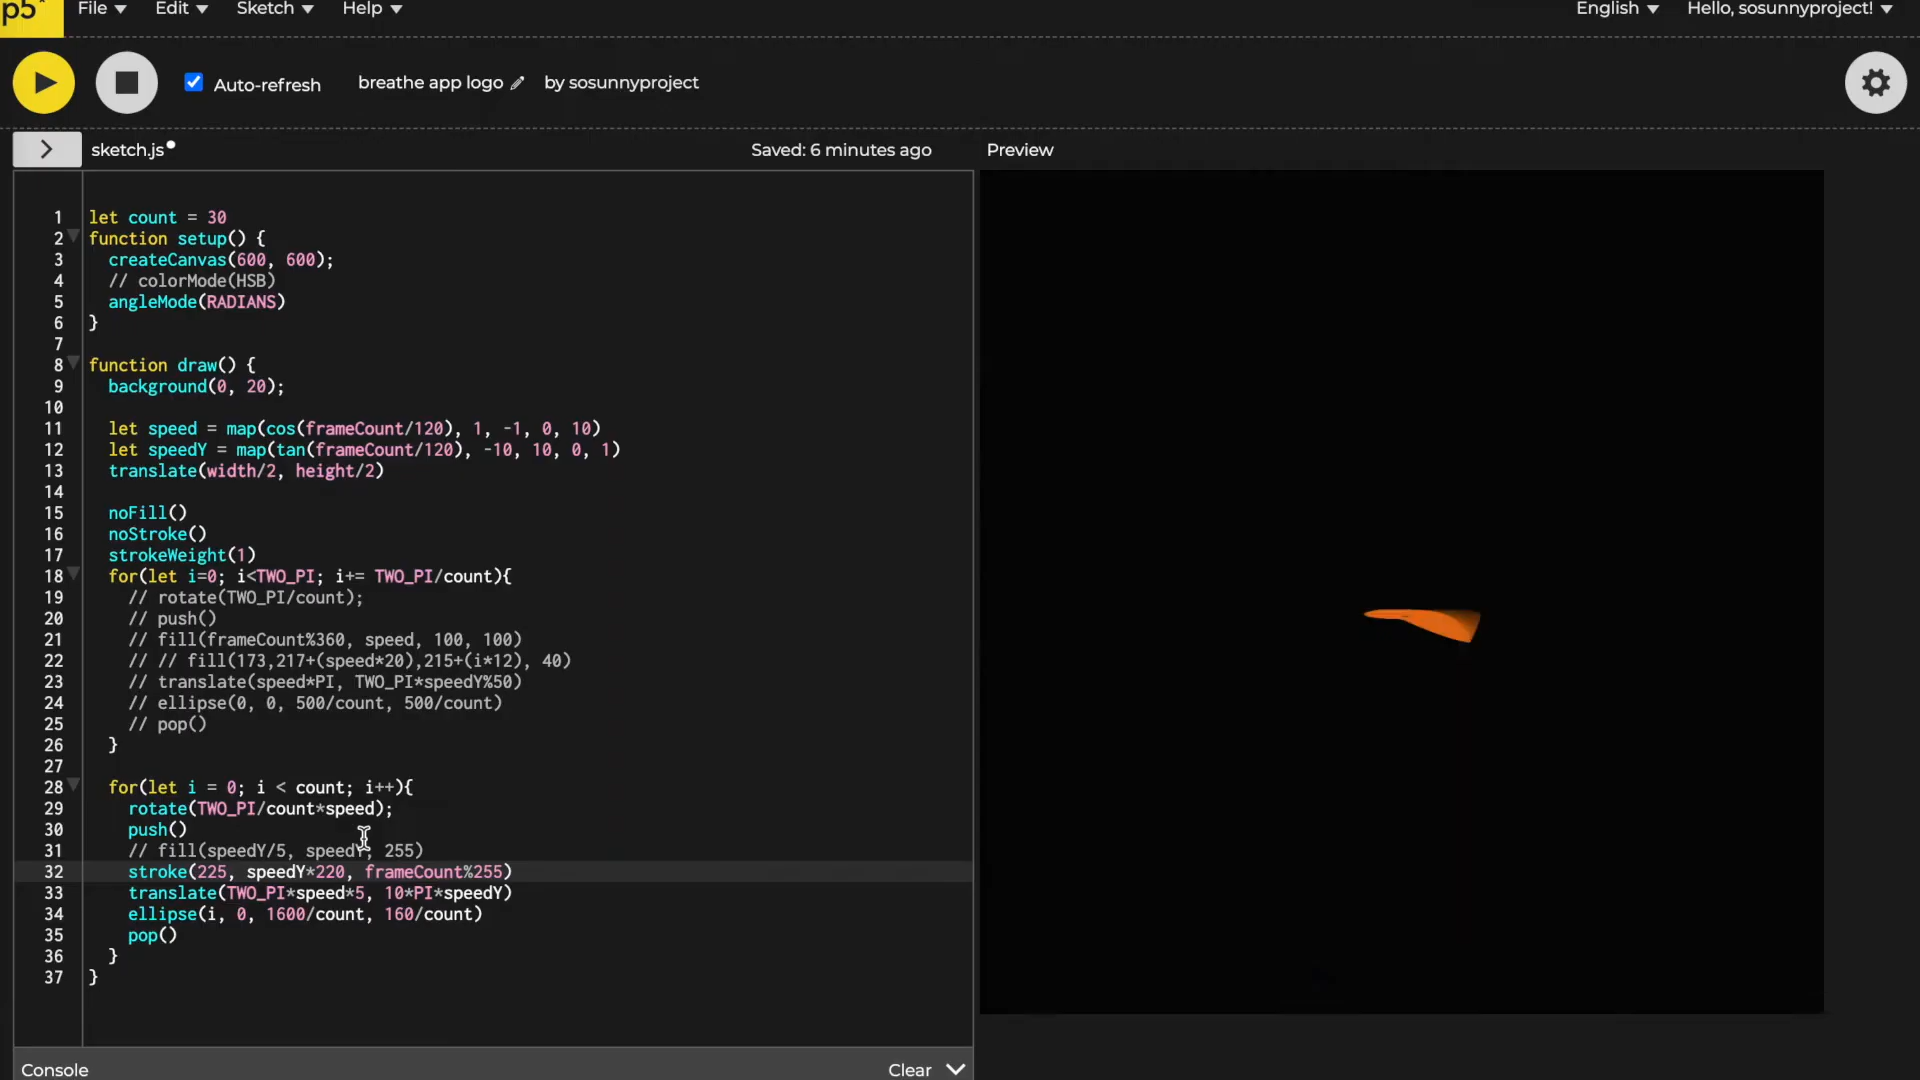 p5*
File Edit Sketch Help
English Hello, sosunnyproject!
Auto-refresh breathe app logo by sosunnyproject
sketch.js Saved: 6 minutes ago Preview
1 let count = 30
2 function setup() {
3 createCanvas(600, 600);
4 // colorMode(HSB)
5 angleMode(RADIANS)
6 }
7
8 function draw() {
9 background(0, 20);
10
11 let speed = map(cos(frameCount/120), 1, -1, 0, 10)
12 let speedY = map(tan(frameCount/120), -10, 10, 0, 1)
13 translate(width/2, height/2)
14
15 noFill()
16 noStroke()
17 strokeWeight(1)
18 for(let i=0; i<TWO_PI; i+= TWO_PI/count){
19 // rotate(TWO_PI/count);
20 // push()
21 // fill(frameCount%360, speed, 100, 100)
22 // // fill(173,217+(speed*20),215+(i*12), 40)
23 // translate(speed*PI, TWO_PI*speedY%50)
24 // ellipse(0, 0, 500/count, 500/count)
25 // pop()
26 }
27
28 for(let i = 0; i < count; i++){
29 rotate(TWO_PI/count*speed);
30 push()
31 // fill(speedY/5, speedY, 255)
32 stroke(225, speedY*220, frameCount%255)
33 translate(TWO_PI*speed*5, 10*PI*speedY)
34 ellipse(i, 0, 1600/count, 160/count)
35 pop()
36 }
37 }
Console Clear